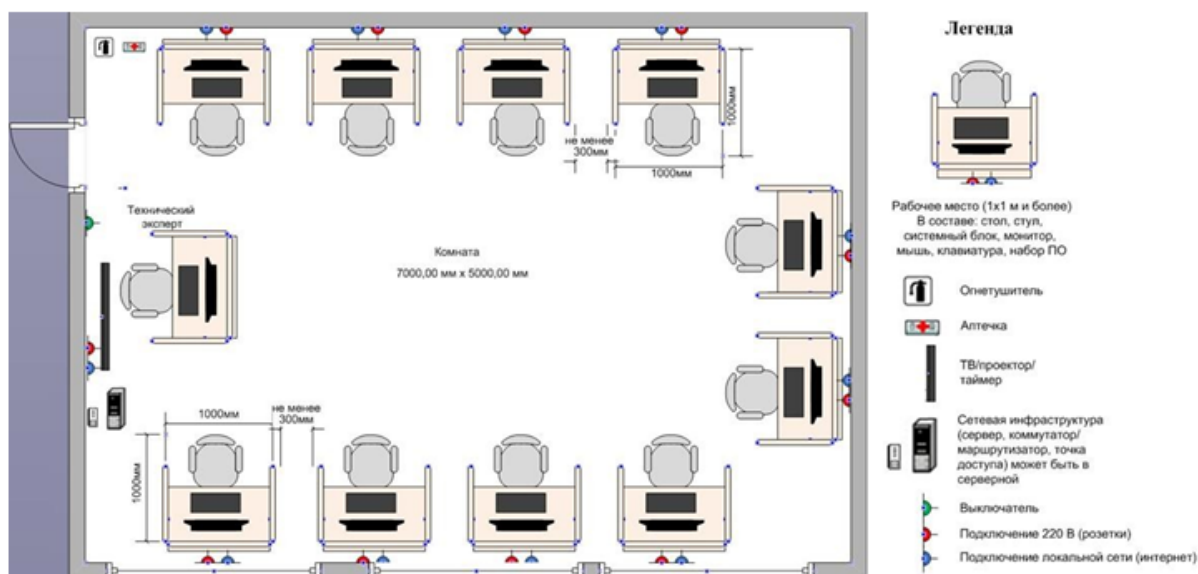 Легенда
не менее
300мм
1000мм
1000мм
Технический
эксперт
Комната
7000,00 мм x 5000,00 мм
1000мм
не менее
300мм
1000мм
Рабочее место (1х1 м и более)
В составе: стол, стул,
системный блок, монитор,
мышь, клавиатура, набор ПО
Огнетушитель
Аптечка
ТВ/проектор/
таймер
Сетевая инфраструктура
(сервер, коммутатор/
маршрутизатор, точка
доступа) может быть в
серверной
Выключатель
Подключение 220 В (розетки)
Подключение локальной сети (интернет)